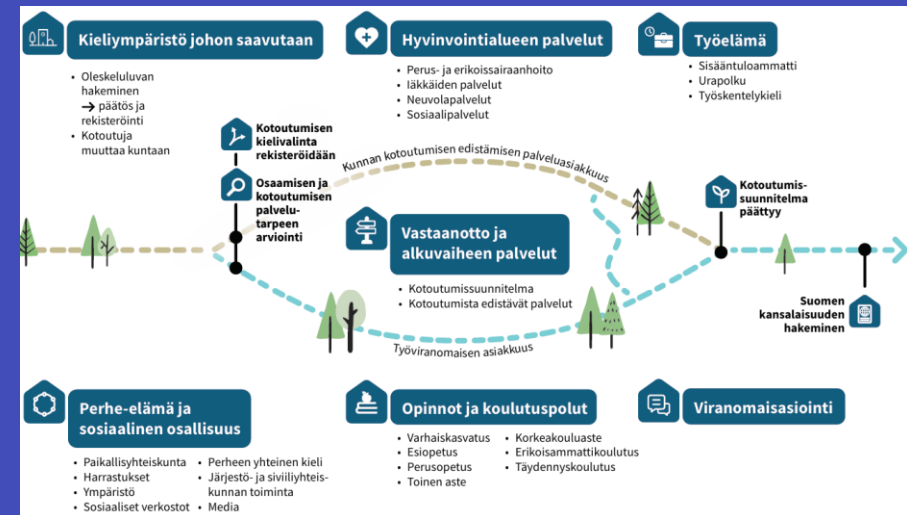 Kieliympäristö johon saavutaan
• Oleskeluluvan
hakeminen
→ päätös ja
rekisteröinti
• Kotoutuja
muuttaa kuntaan
Hyvinvointialueen palvelut
• Perus- ja erikoissairaanhoito
• Iäkkäiden palvelut
• Neuvolapalvelut
• Sosiaalipalvelut
Työelämä
• Sisääntuloammatti
• Urapolku
• Työskentelykieli
Kotoutumisen
kielivalinta
rekisteröidään
Osaamisen ja
kotoutumisen
palvelu-
tarpeen
arviointi
Kunnan kotoutumisen edistämisen palveluasiakkuus
Vastaanotto ja
alkuvaiheen palvelut
• Kotoutumissuunnitelma
• Kotoutumista edistävät palvelut
Työviranomaisen asiakkuus
Kotoutumis-
suunnitelma
päättyy
Suomen
kansalaisuuden
hakeminen
Perhe-elämä ja
sosiaalinen osallisuus
• Paikallisyhteiskunta
• Harrastukset
• Ympäristö
• Sosiaaliset verkostot
• Perheen yhteinen kieli
• Järjestö- ja siviiliyhteis-
kunnan toiminta
• Media
Opinnot ja koulutuspolut
• Varhaiskasvatus
• Esiopetus
• Perusopetus
• Toinen aste
• Korkeakouluaste
• Erikoisammattikoulutus
• Täydennyskoulutus
Viranomaisasiointi